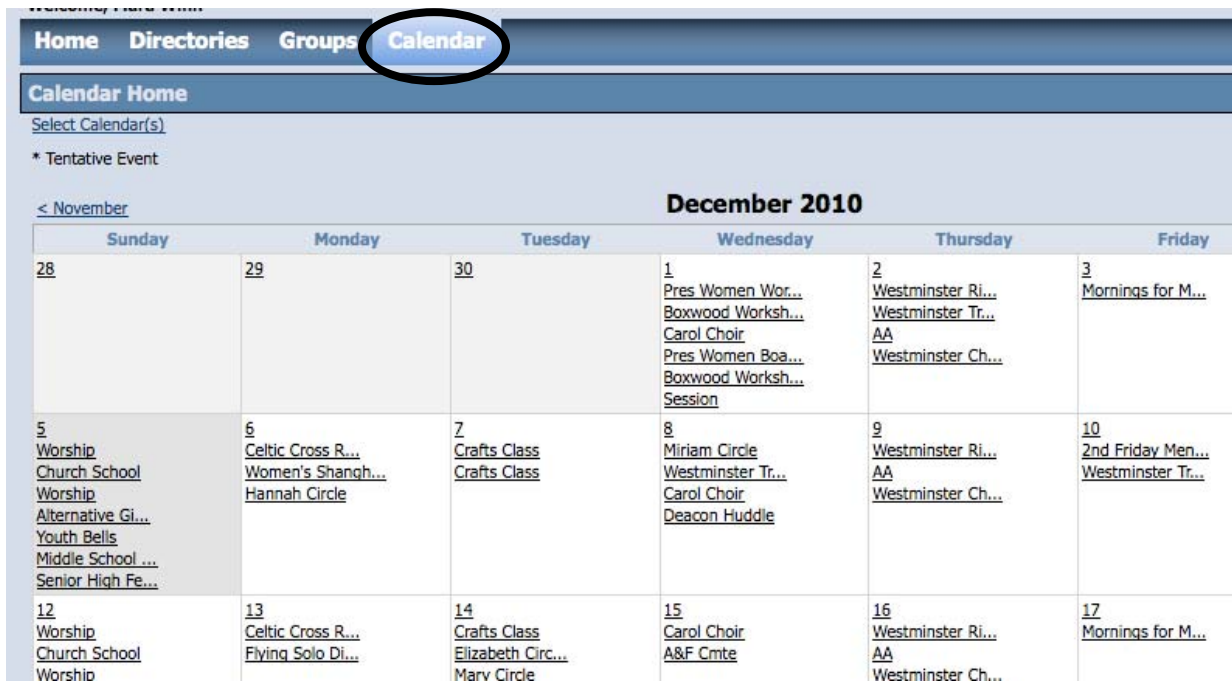 Home Directories Groups Calendar
Calendar Home
Select Calendar(s)
* Tentative Event
< November
December 2010
Sunday Monday Tuesday Wednesday Thursday Friday
28 29 30 1 2 3
Pres Women Wor... Westminster Ri... Mornings for M...
Boxwood Worksh... Westminster Tr...
Carol Choir AA
Pres Women Boa... Westminster Ch...
Boxwood Worksh...
Session
5 6 7 8 9 10
Worship Celtic Cross R... Crafts Class Miriam Circle Westminster Ri... 2nd Friday Men...
Church School Women's Shangh... Crafts Class Westminster Tr... AA Westminster Tr...
Worship Hannah Circle Carol Choir Westminster Ch...
Alternative Gi... Deacon Huddle
Youth Bells
Middle School ...
Senior High Fe...
12 13 14 15 16 17
Worship Celtic Cross R... Crafts Class Carol Choir Westminster Ri... Mornings for M...
Church School Flying Solo Di... Elizabeth Circ... A&F Cmte AA
Worship Mary Circle Westminster Ch...